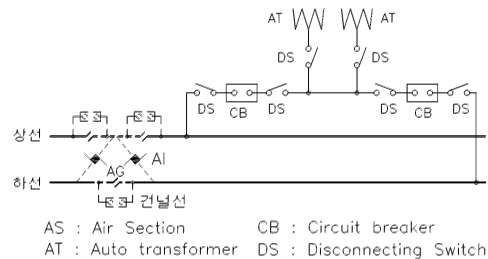 AT AT
DS DS
DS CB DS DS CB DS
상선
AI
AG
하선
건널선
AS : Air Section CB : Circuit breaker
AT : Auto transformer DS : Disconnecting Switch